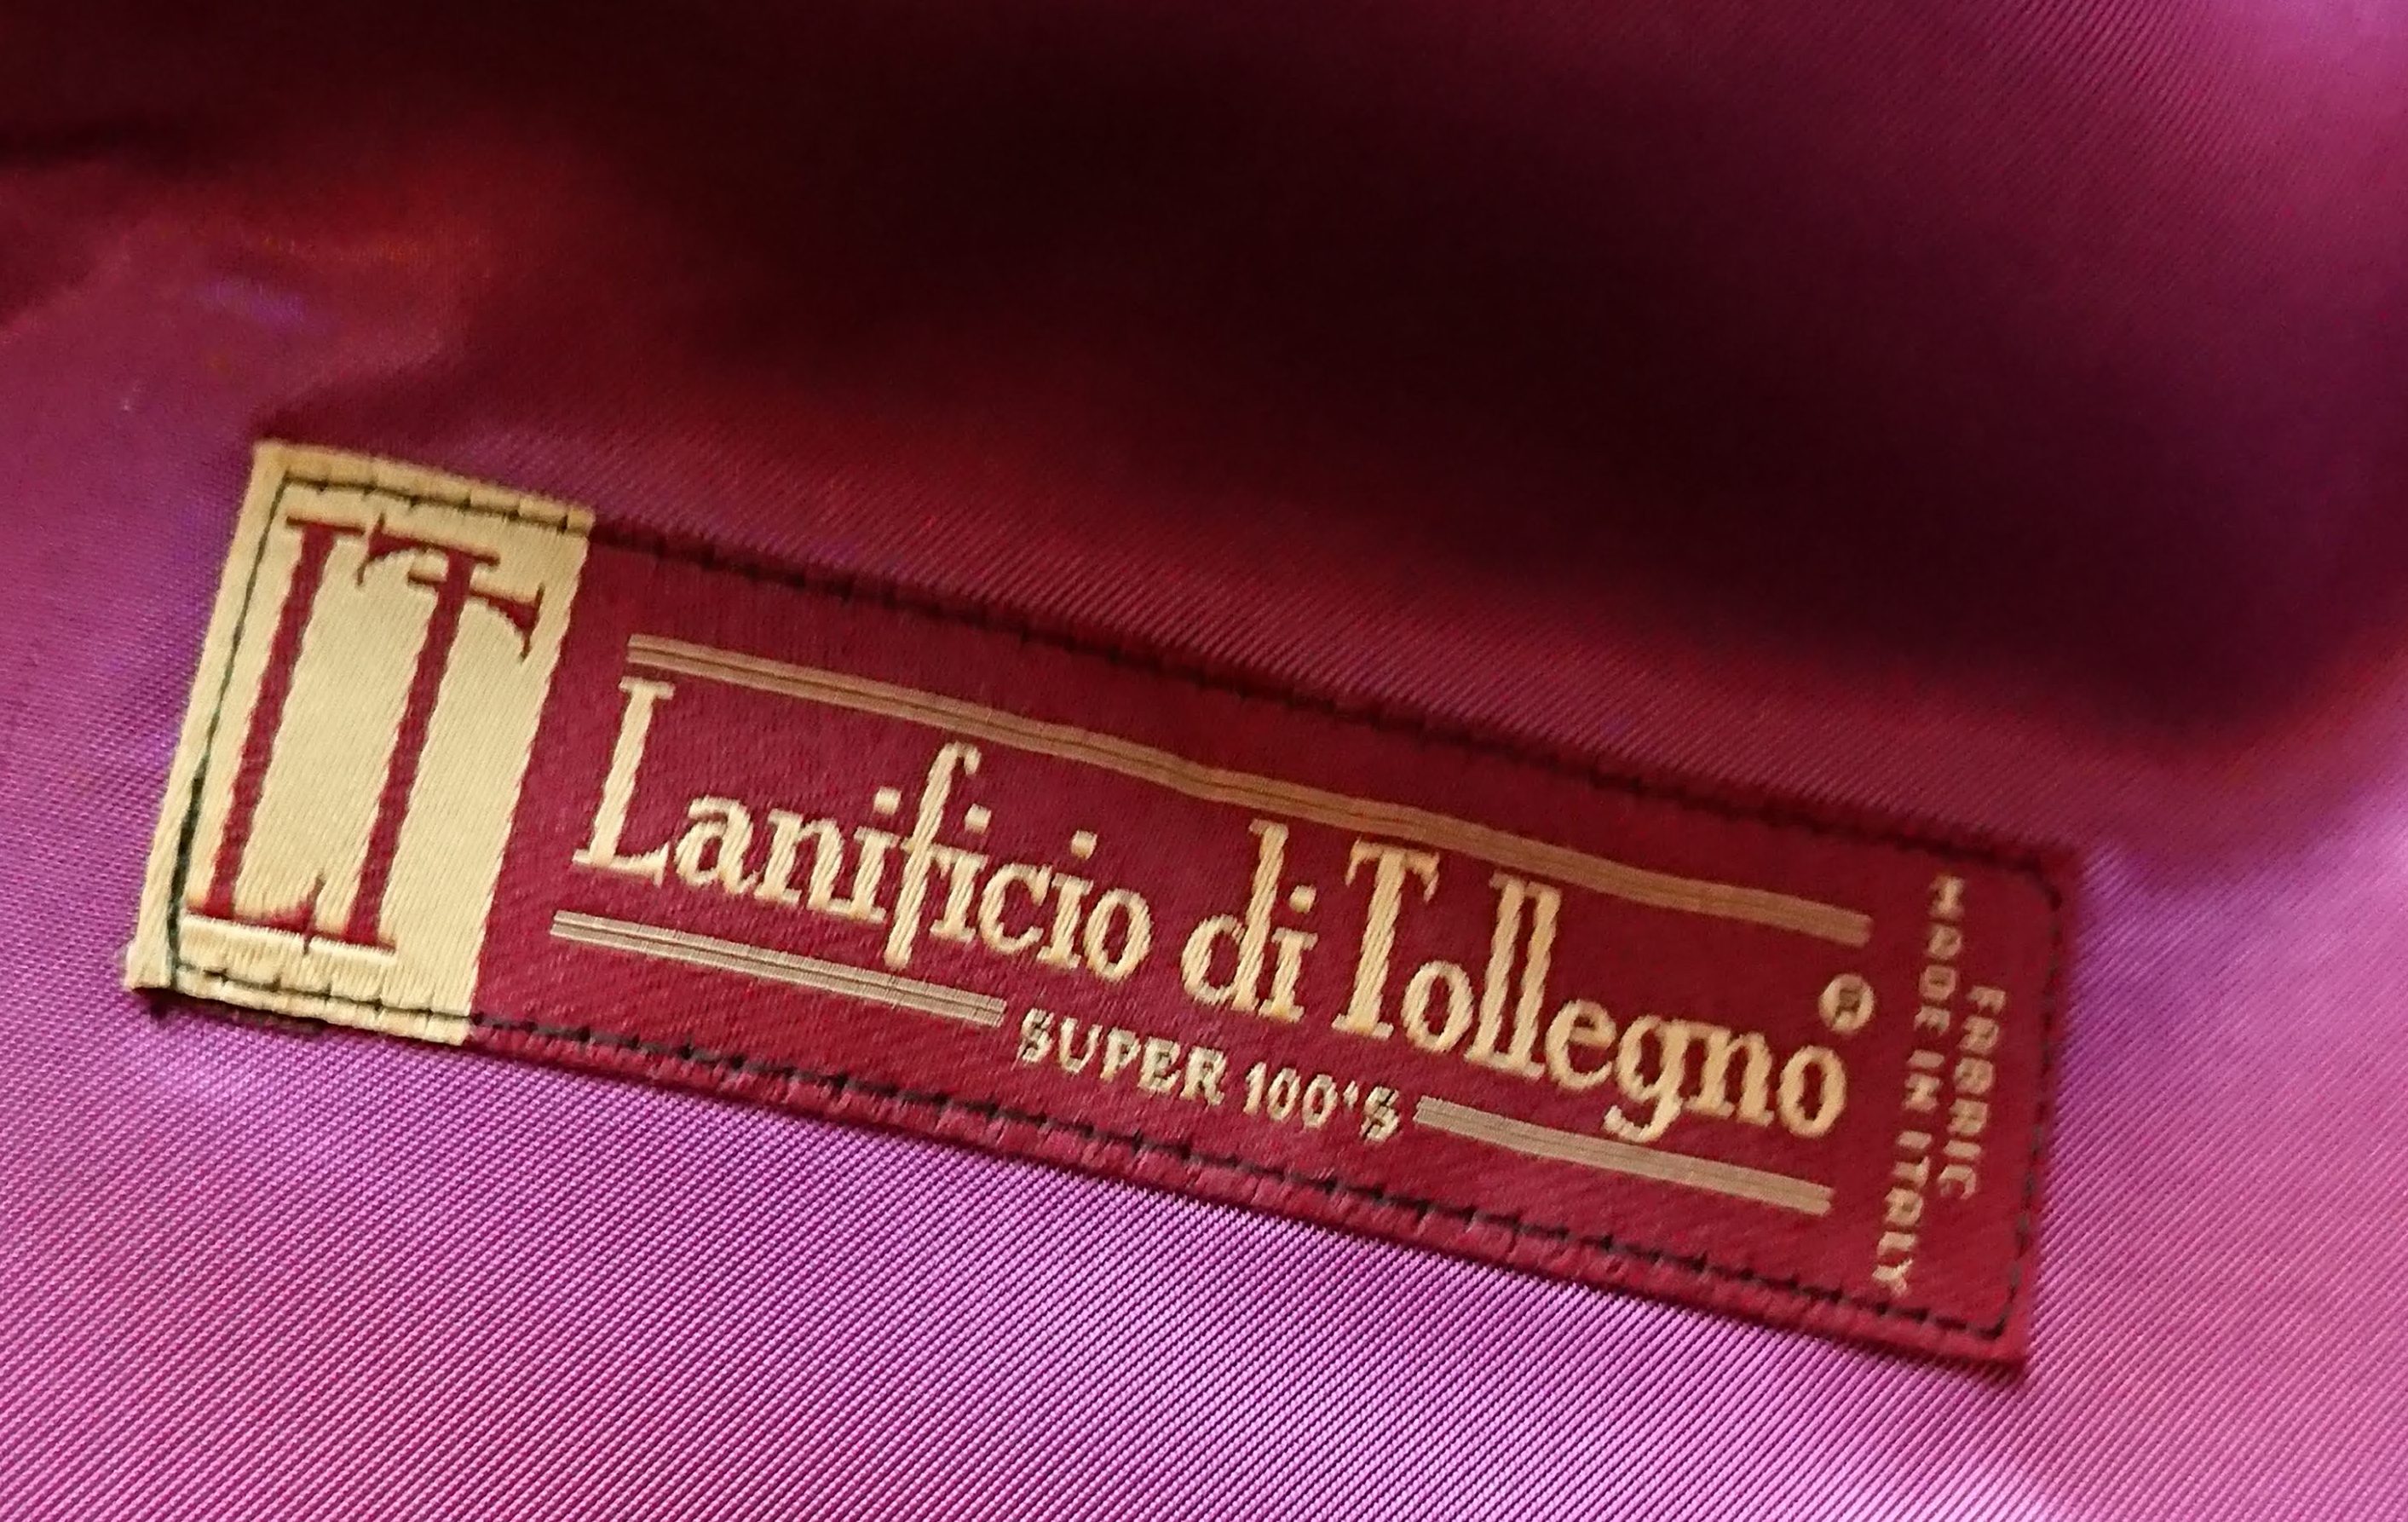 LT
Lanificio di Tollegno®
SUPER 100'S
FABRIC
MADE IN ITALY